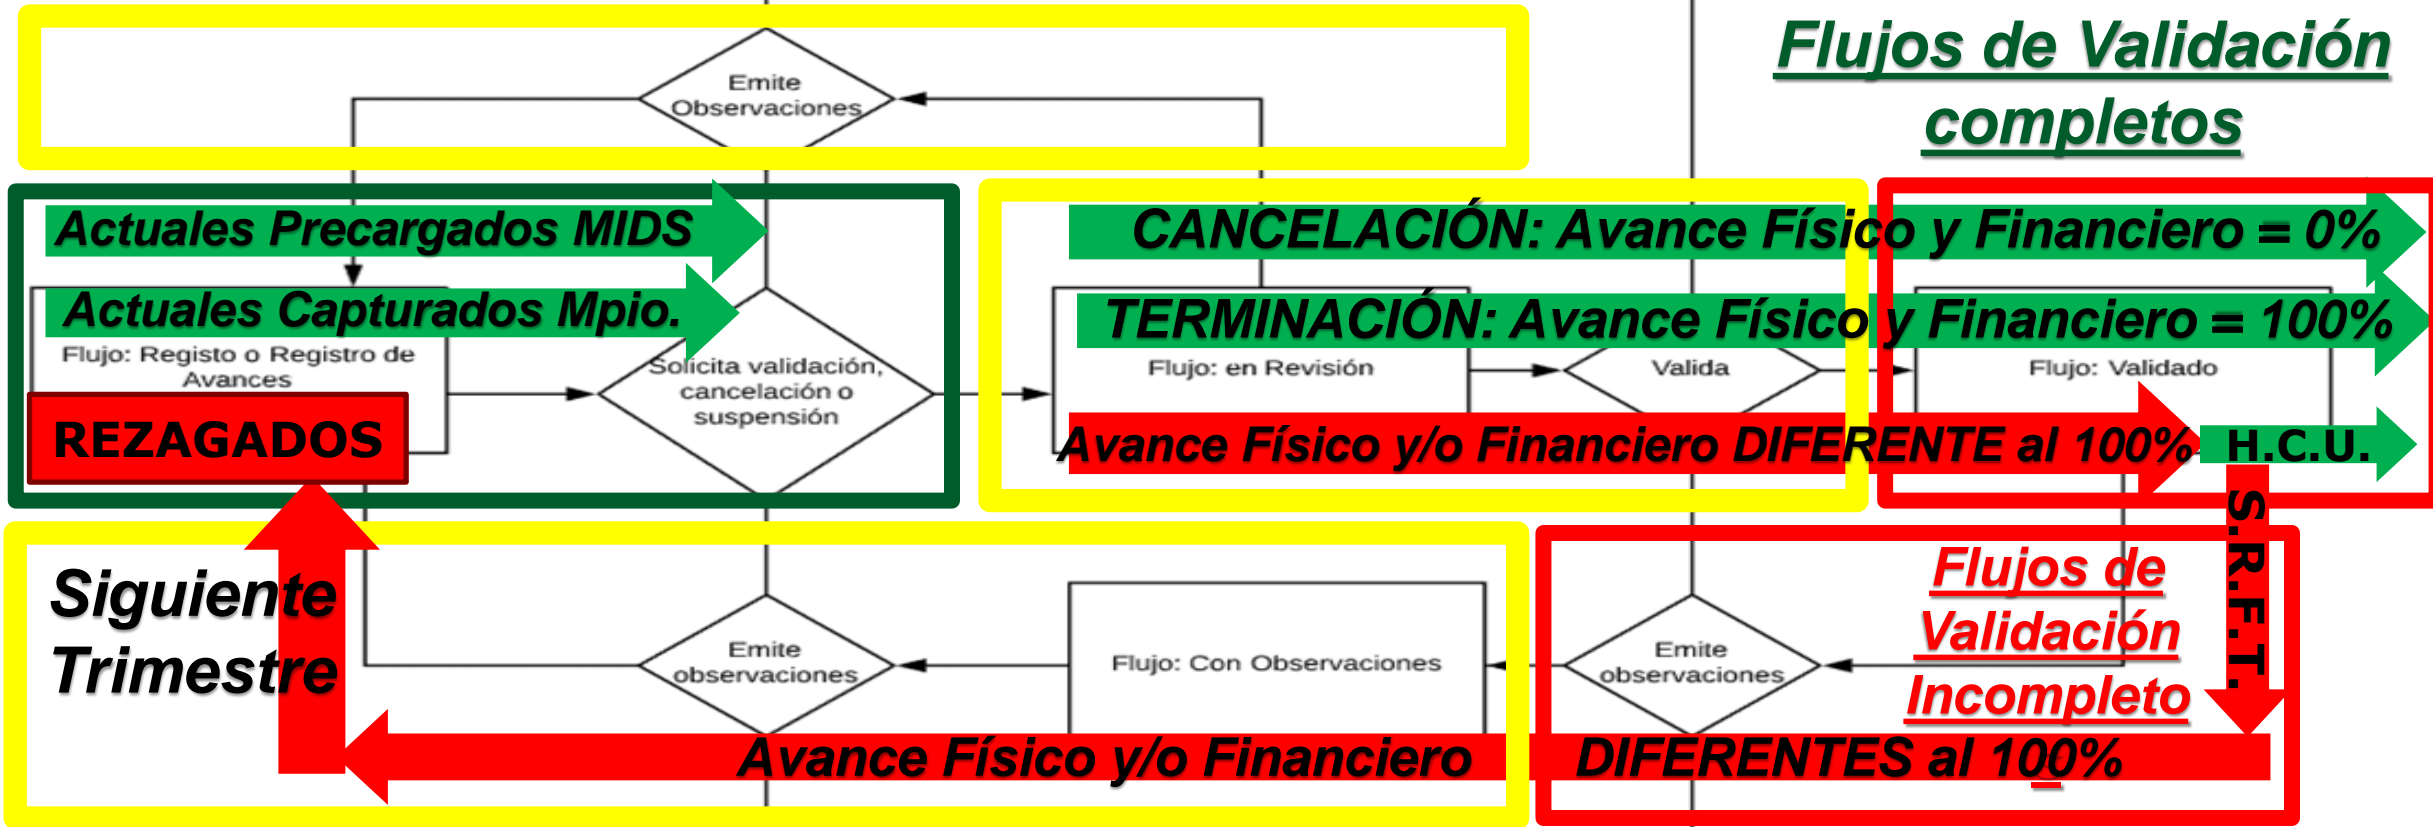 Flujos de Validación
completos
Emite
Observaciones
Actuales Precargados MIDS
Actuales Capturados Mpio.
Flujo: Registo o Registro de
Avances
REZAGADOS
Solicita validación,
cancelación o
suspensión
CANCELACIÓN: Avance Físico y Financiero = 0%
TERMINACIÓN: Avance Físico y Financiero = 100%
Flujo: en Revisión
Valida
Flujo: Validado
Avance Físico y/o Financiero DIFERENTE al 100%
H.C.U.
S.R.F.T.
Siguiente
Trimestre
Emite
observaciones
Flujo: Con Observaciones
Emite
observaciones
Flujos de
Validación
Incompleto
Avance Físico y/o Financiero DIFERENTES al 100%